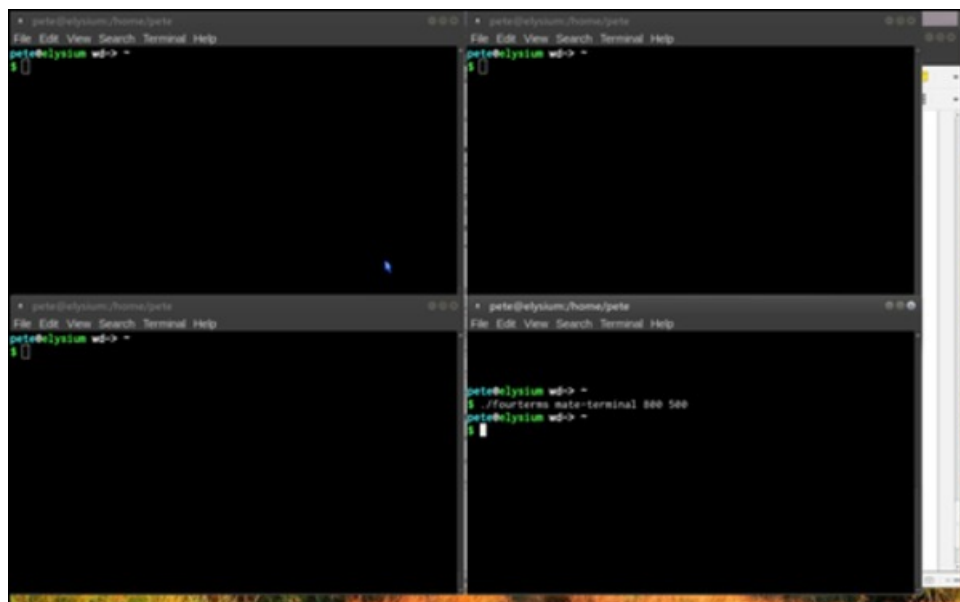 pete@elysium:/home/pete
File Edit View Search Terminal Help
pete@elysium wd-> ~
$
pete@elysium:/home/pete
File Edit View Search Terminal Help
pete@elysium wd-> ~
$
pete@elysium:/home/pete
File Edit View Search Terminal Help
pete@elysium wd-> ~
$
pete@elysium:/home/pete
File Edit View Search Terminal Help
pete@elysium wd-> ~
$ ./fourterms mate-terminal 800 500
pete@elysium wd-> ~
$